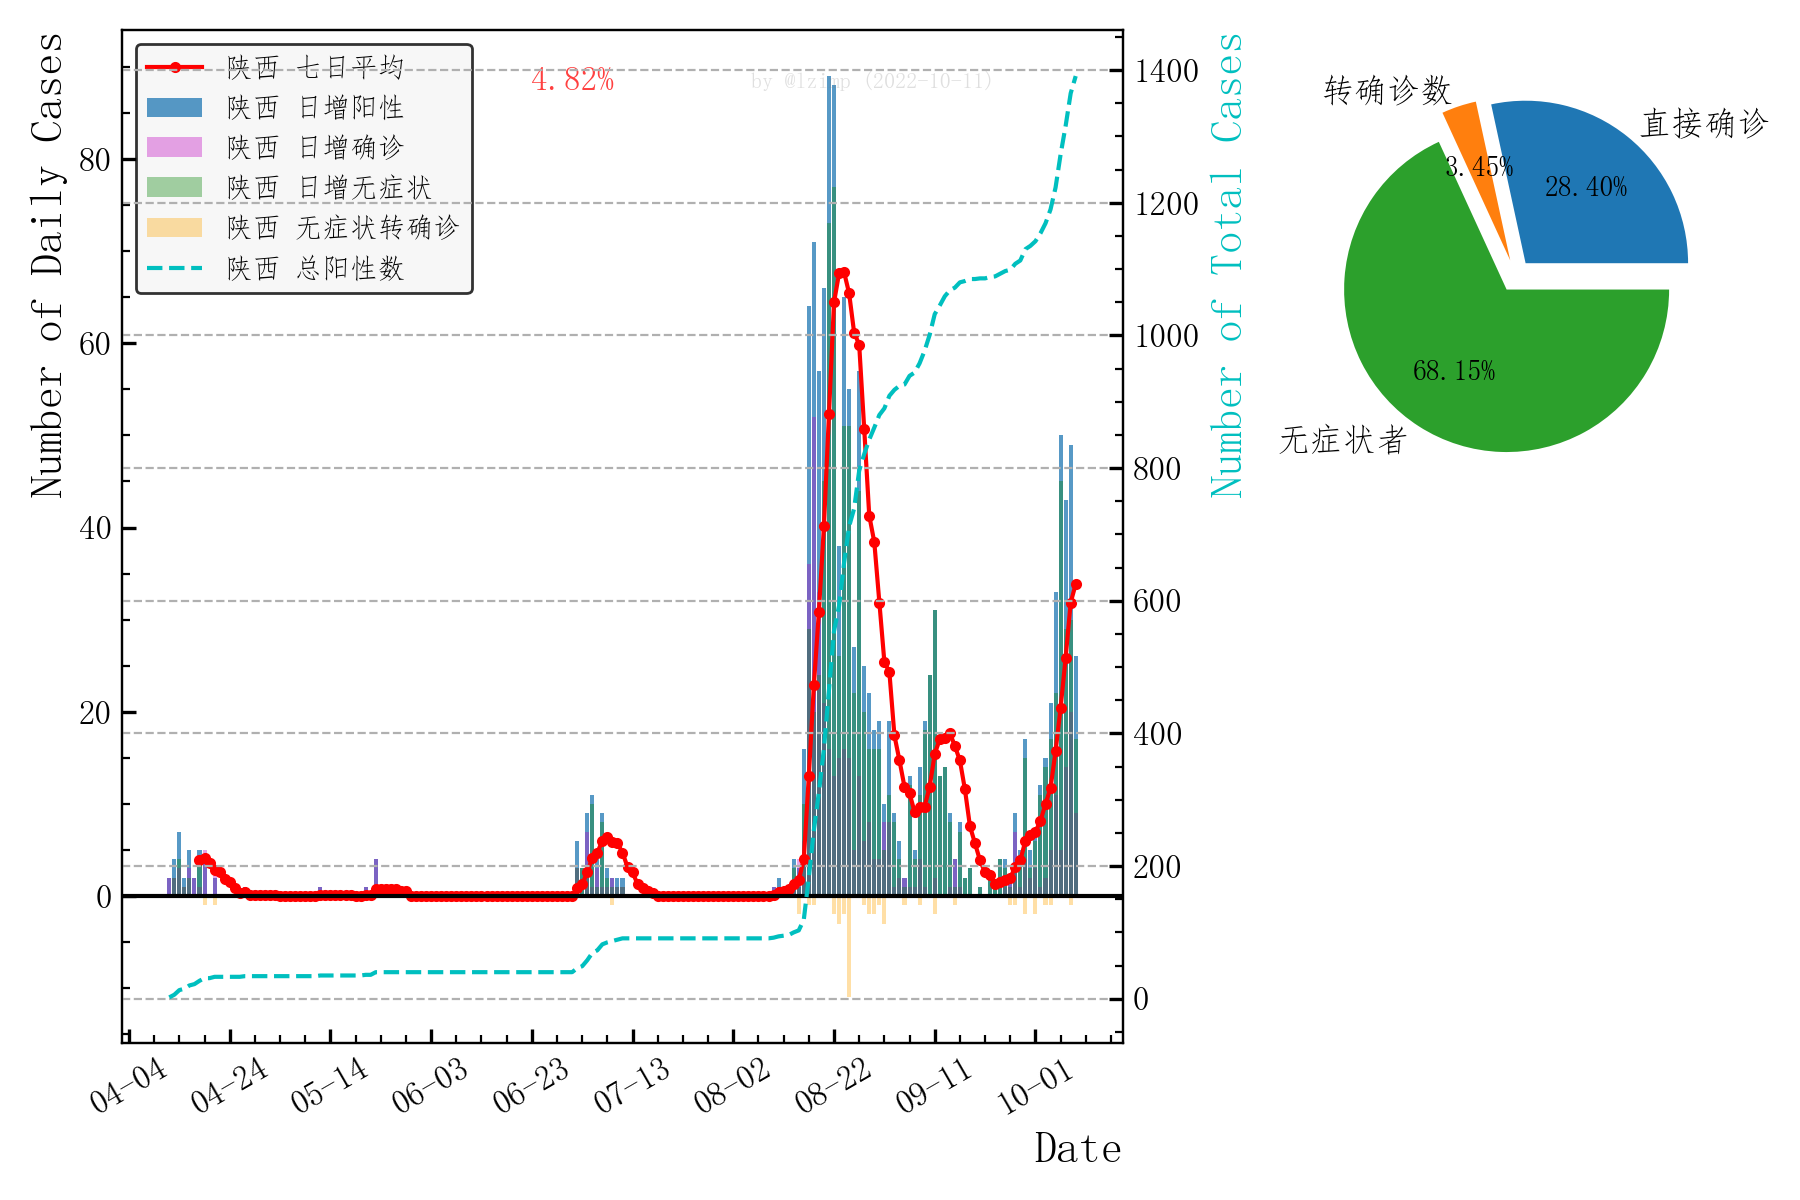 陕西 七日平均
陕西 日增阳性
陕西 日增确诊
陕西 日增无症状
陕西 无症状转确诊
陕西 总阳性数
4.82%
by @lzimp (2022-10-11)
Number of Daily Cases
80
60
40
20
0
1400
1200
1000
800
600
400
200
0
Number of Total Cases
04-04
04-24
05-14
06-03
06-23
07-13
08-02
08-22
09-11
10-01
Date
转确诊数
直接确诊
3.45%
28.40%
68.15%
无症状者